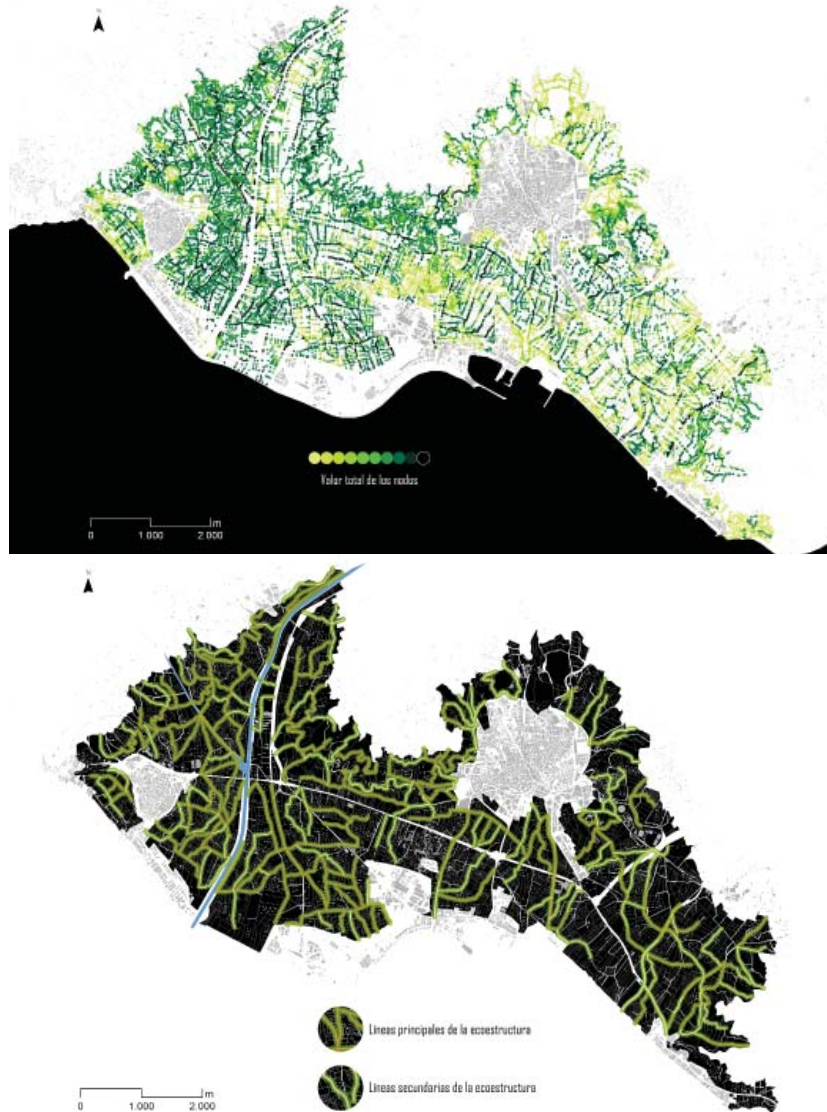 N
Valor total de los nodos
m
0 1.000 2.000
N
Líneas principales de la ecoestructura
Líneas secundarias de la ecoestructura
m
0 1.000 2.000